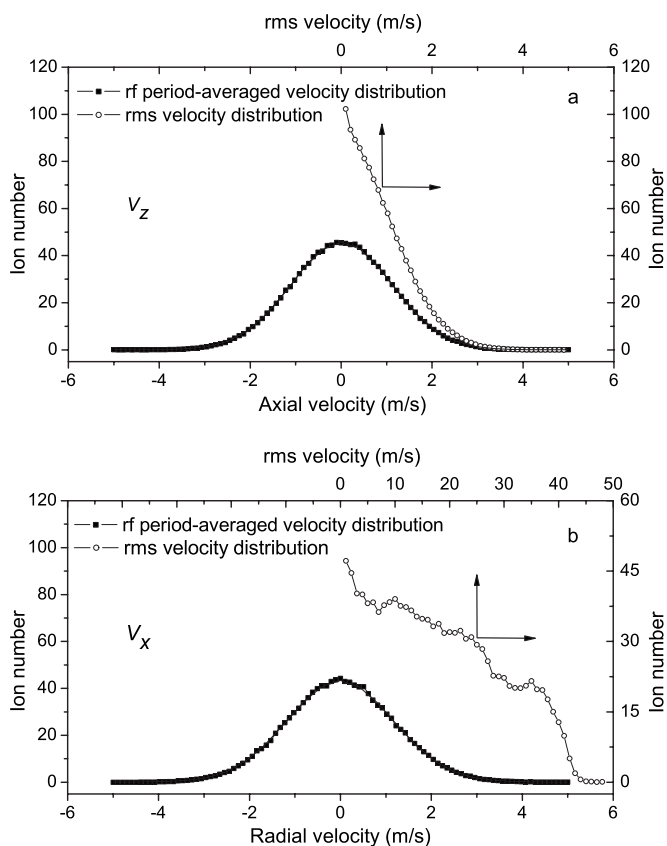 rms velocity (m/s)
0 2 4 6
120 120
rf period-averaged velocity distribution a
100 100
rms velocity distribution
80 80
60 60
Vz
40 40
20 20
0 0
-6 -4 -2 0 2 4 6
Axial velocity (m/s)
Ion number
Ion number
rms velocity (m/s)
0 10 20 30 40 50
120 60
rf period-averaged velocity distribution b
100
rms velocity distribution
80 45
60 30
Vx
40
20 15
0 0
-6 -4 -2 0 2 4 6
Radial velocity (m/s)
Ion number
Ion number